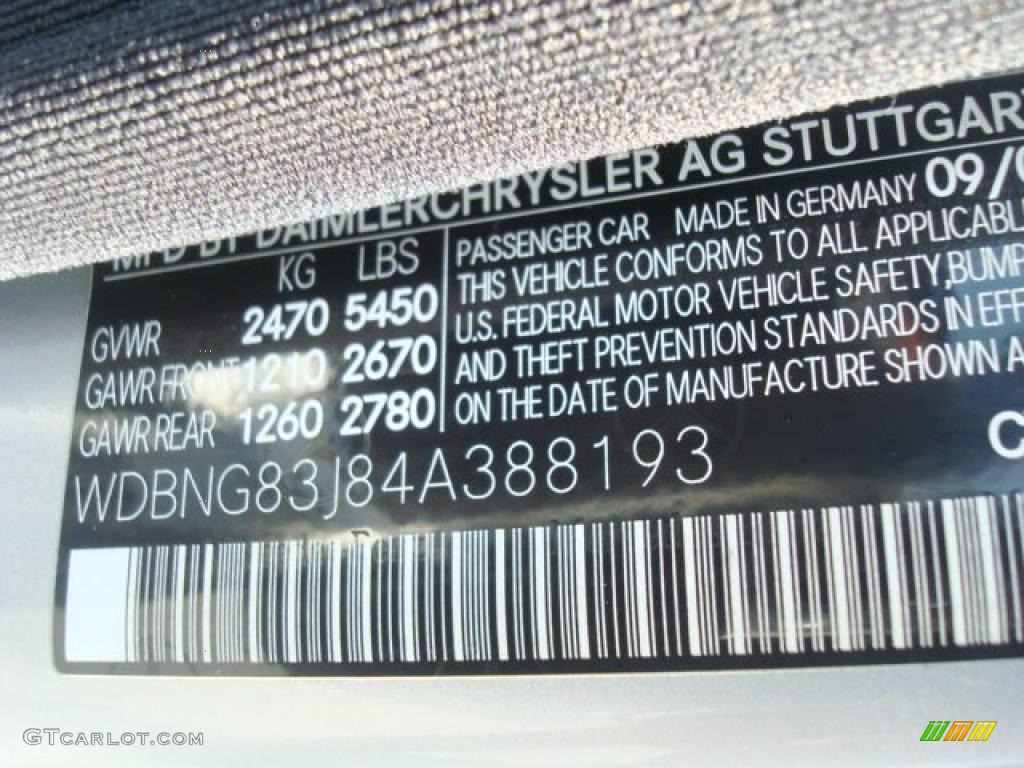 MFD BY DAIMLERCHRYSLER AG STUTTGART
KG LBS
GVWR 2470 5450
GAWR FRONT 1210 2670
GAWR REAR 1260 2780
PASSENGER CAR MADE IN GERMANY 09/0
THIS VEHICLE CONFORMS TO ALL APPLICABLE
U.S. FEDERAL MOTOR VEHICLE SAFETY, BUMP
AND THEFT PREVENTION STANDARDS IN EFF
ON THE DATE OF MANUFACTURE SHOWN A
WDBNG83J84A388193
C
GTCARLOT.COM